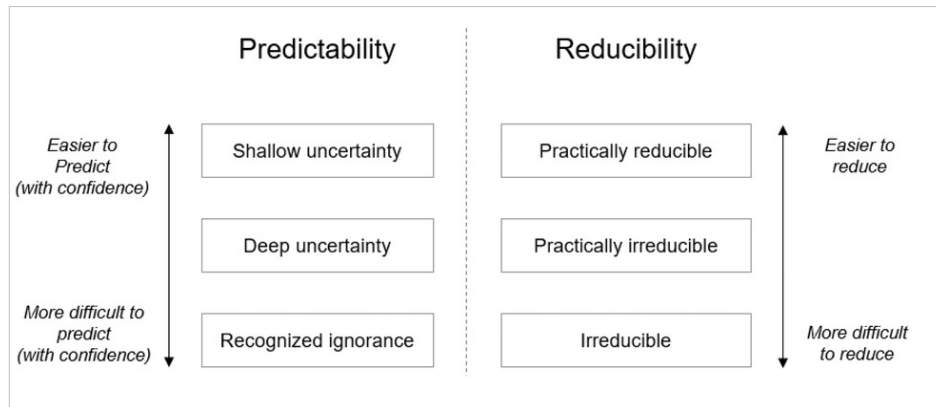 Predictability
Reducibility
Easier to
Predict
(with confidence)
Shallow uncertainty
Practically reducible
Easier to
reduce
Deep uncertainty
Practically irreducible
More difficult to
predict
(with confidence)
Recognized ignorance
Irreducible
More difficult
to reduce